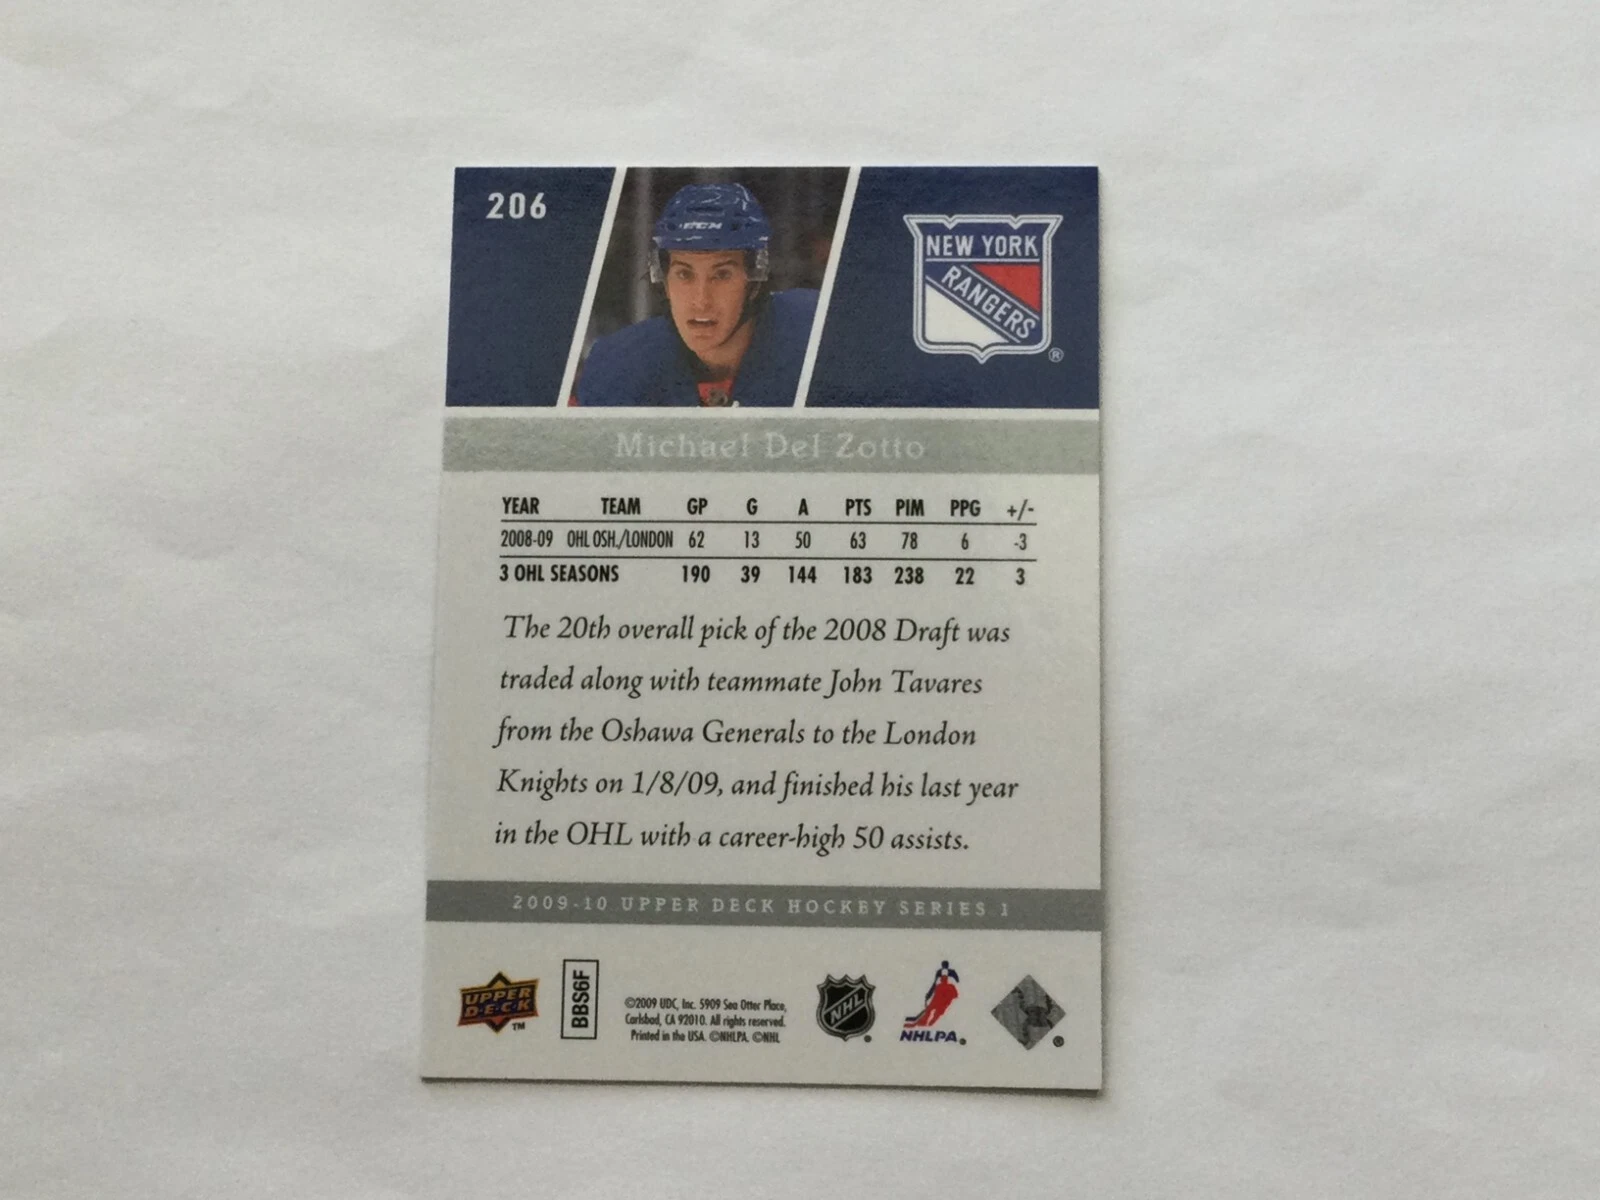 206
CCM
NEW YORK
RANGERS
®
Michael Del Zotto
YEAR TEAM GP G A PTS PIM PPG +/-
2008-09 OHL OSH./LONDON 62 13 50 63 78 6 -3
3 OHL SEASONS 190 39 144 183 238 22 3
The 20th overall pick of the 2008 Draft was
traded along with teammate John Tavares
from the Oshawa Generals to the London
Knights on 1/8/09, and finished his last year
in the OHL with a career-high 50 assists.
2009-10 UPPER DECK HOCKEY SERIES 1
UPPER
DECK
TM
BBS6F
©2009 UDC, Inc. 5909 Sea Otter Place,
Carlsbad, CA 92010. All rights reserved.
Printed in the USA. ©NHLPA. ©NHL
NHL
®
NHLPA®
®